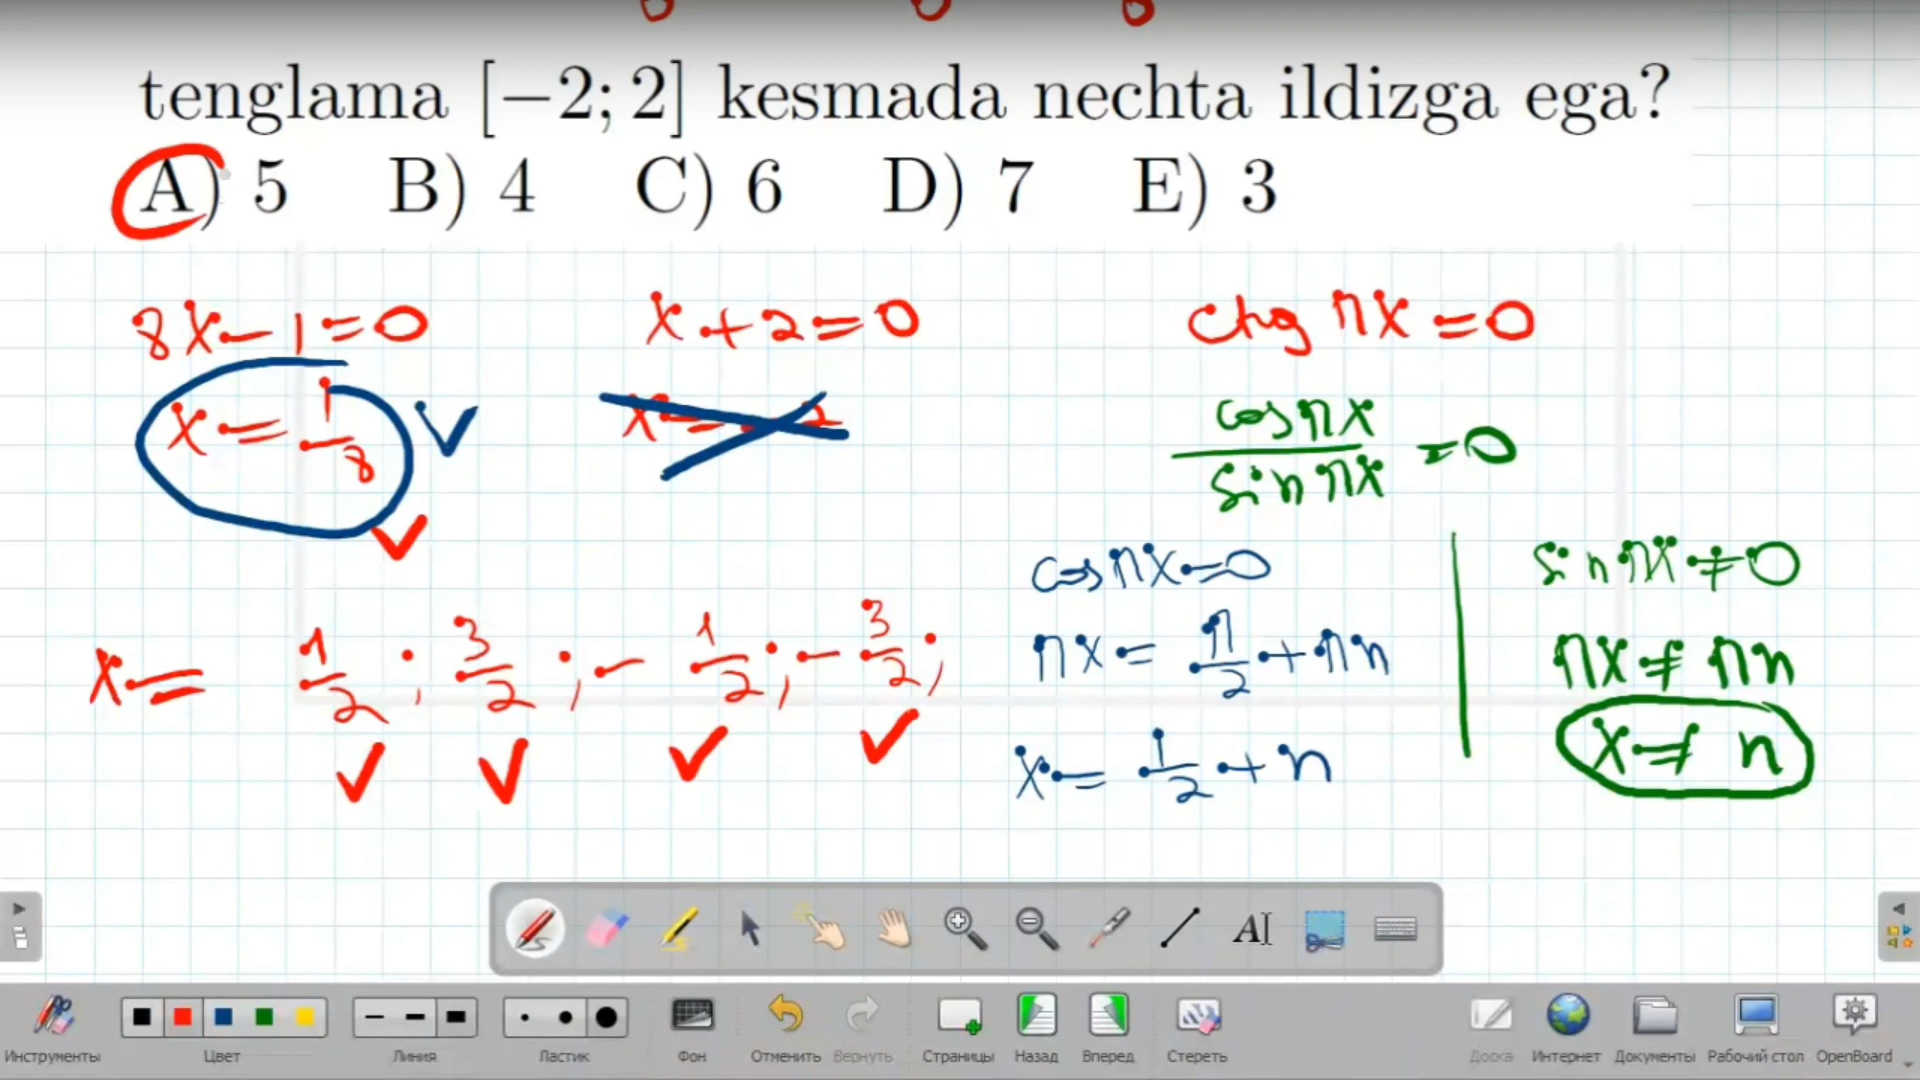 tenglama [−2; 2] kesmada nechta ildizga ega?
A) 5 B) 4 C) 6 D) 7 E) 3
8x − 1 = 0 x + 2 = 0 ctg πx = 0
x = 1/8 x = −2 cos πx / sin πx = 0
cos πx = 0 sin πx ≠ 0
x = 1/2 ; 3/2 ; − 1/2 ; − 3/2 ; πx = π/2 + πn πx ≠ πn
x = 1/2 + n x ≠ n
Инструменты Цвет Линия Ластик Фон Отменить Вернуть Страницы Назад Вперед Стереть Доска Интернет Документы Рабочий стол OpenBoard